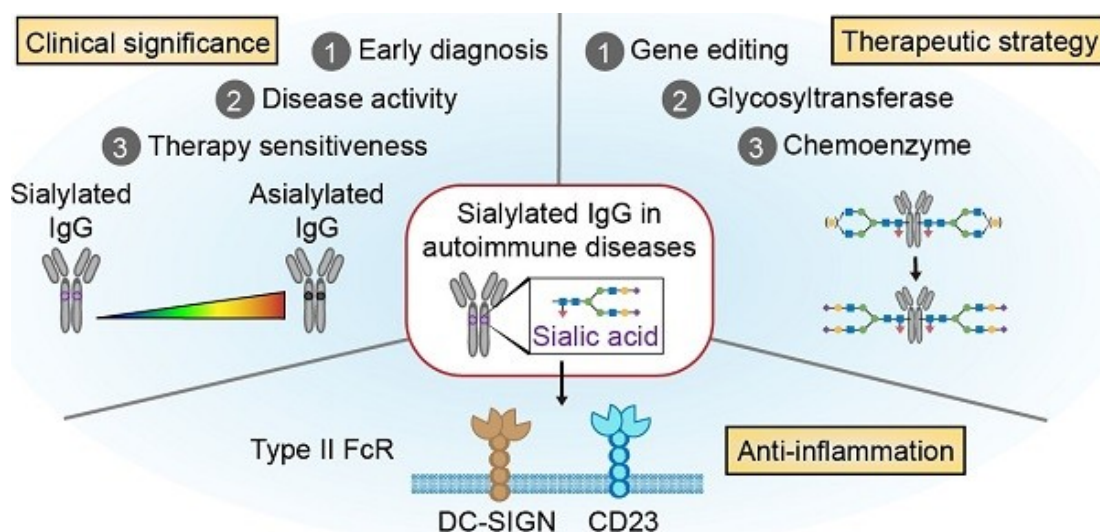 Clinical significance
1 Early diagnosis
2 Disease activity
3 Therapy sensitiveness
Sialylated
IgG
Asialylated
IgG
1 Gene editing
Therapeutic strategy
2 Glycosyltransferase
3 Chemoenzyme
Sialylated IgG in
autoimmune diseases
Sialic acid
Type II FcR
Anti-inflammation
DC-SIGN
CD23